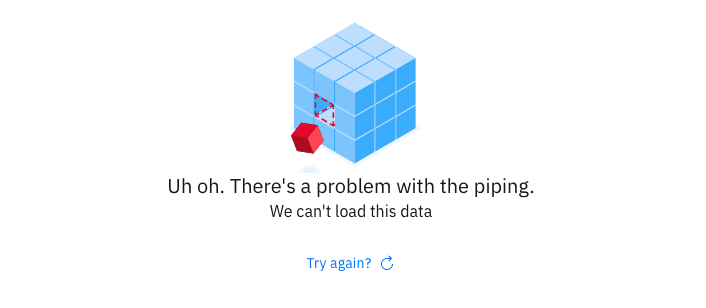 Uh oh. There's a problem with the piping.
We can't load this data
Try again?